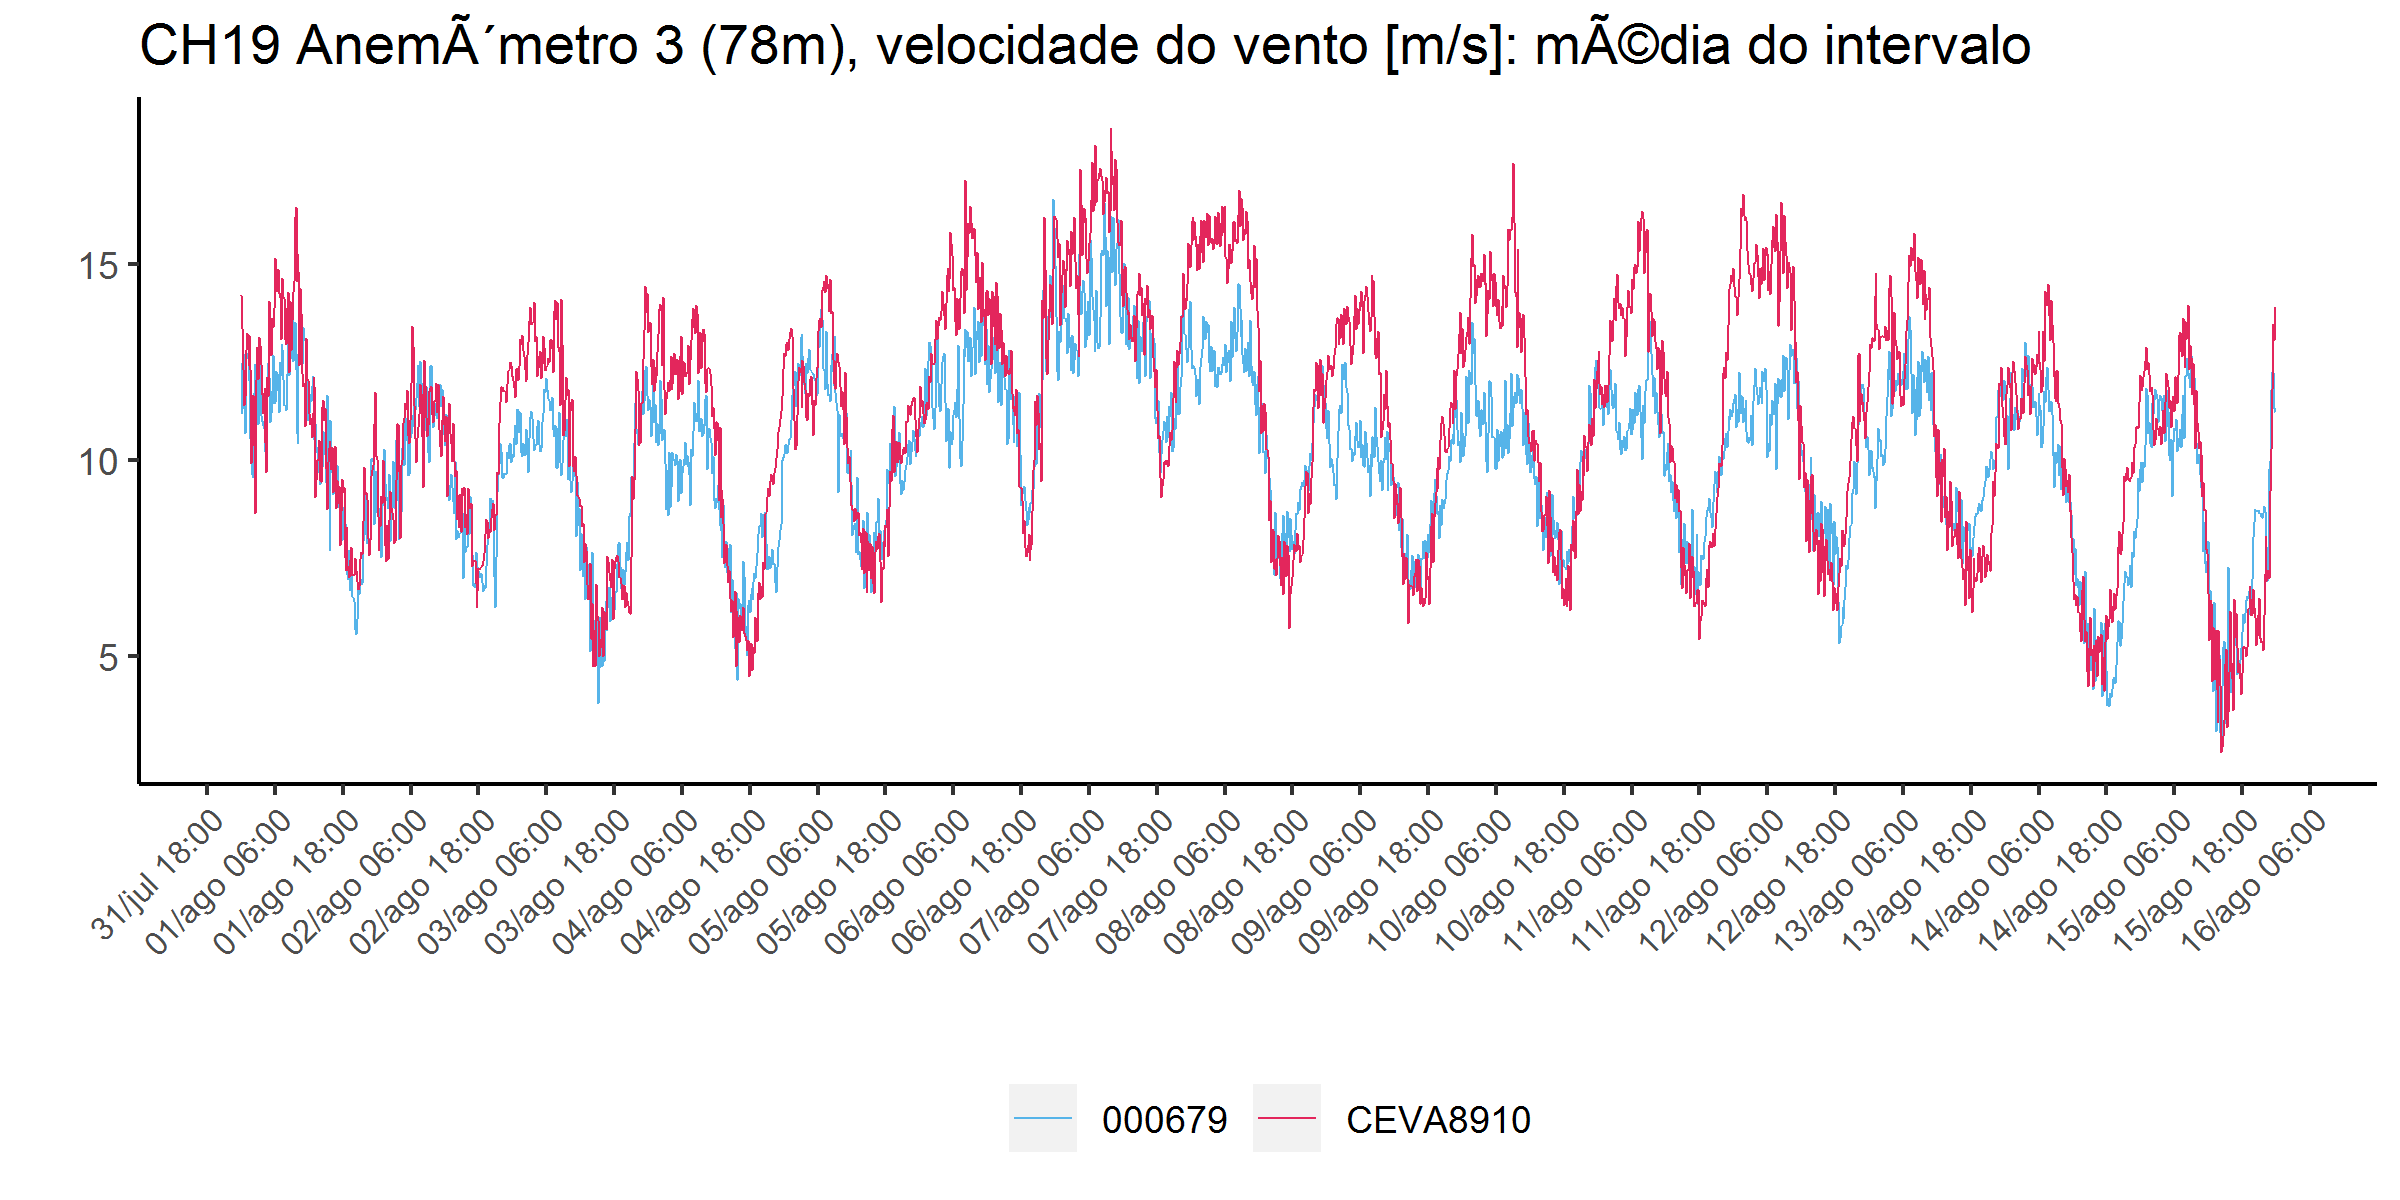 CH19 AnemÃ´metro 3 (78m), velocidade do vento [m/s]: mÃ©dia do intervalo
15
10
5
31/jul 18:00
01/ago 06:00
01/ago 18:00
02/ago 06:00
02/ago 18:00
03/ago 06:00
03/ago 18:00
04/ago 06:00
04/ago 18:00
05/ago 06:00
05/ago 18:00
06/ago 06:00
06/ago 18:00
07/ago 06:00
07/ago 18:00
08/ago 06:00
08/ago 18:00
09/ago 06:00
09/ago 18:00
10/ago 06:00
10/ago 18:00
11/ago 06:00
11/ago 18:00
12/ago 06:00
12/ago 18:00
13/ago 06:00
13/ago 18:00
14/ago 06:00
14/ago 18:00
15/ago 06:00
15/ago 18:00
16/ago 06:00
000679
CEVA8910